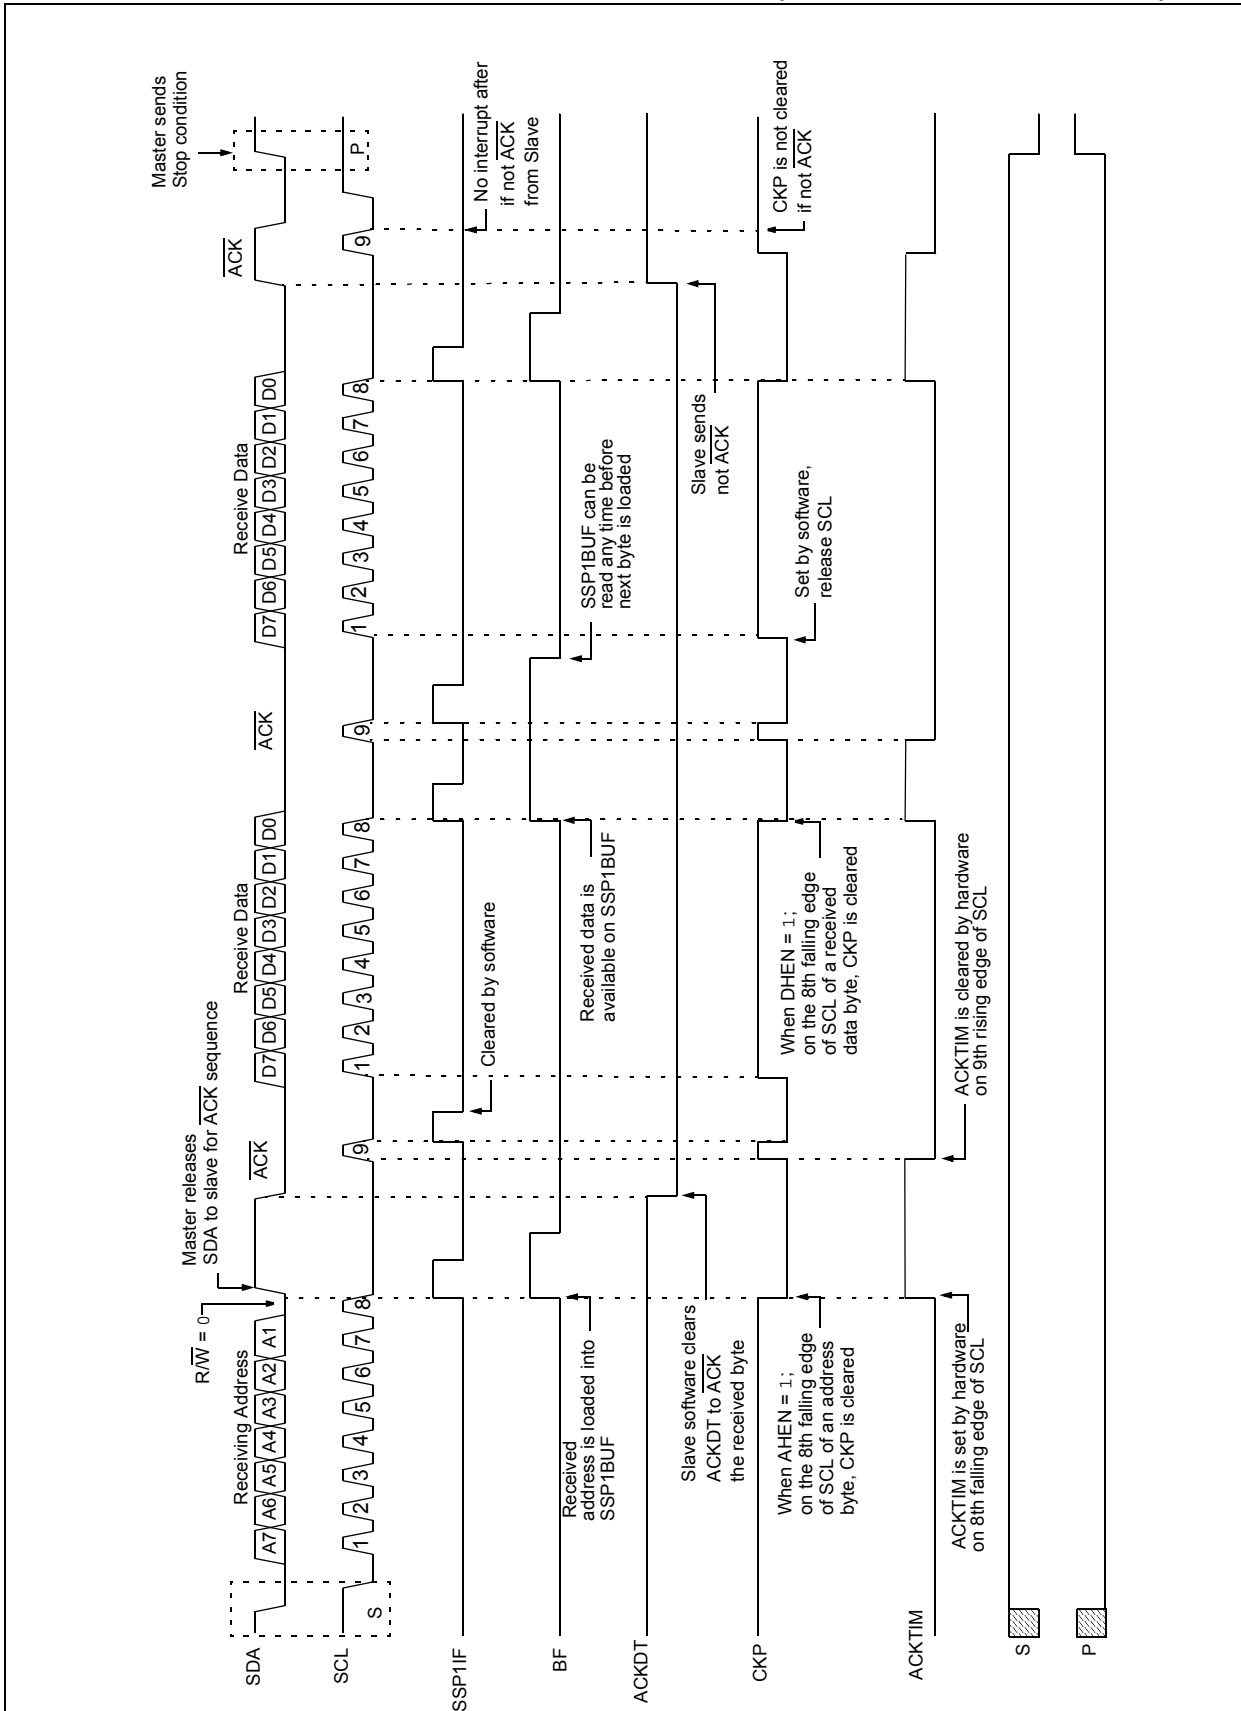 Master sends
Stop condition
Master releases
SDA to slave for ACK sequence
R/W = 0
Receiving Address
ACK
Receive Data
ACK
Receive Data
ACK
SDA
A7 A6 A5 A4 A3 A2 A1
D7 D6 D5 D4 D3 D2 D1 D0
D7 D6 D5 D4 D3 D2 D1 D0
SCL
S
1 2 3 4 5 6 7 8 9
1 2 3 4 5 6 7 8 9
1 2 3 4 5 6 7 8 9
P
SSP1IF
Cleared by software
No interrupt after
if not ACK
from Slave
BF
Received
address is loaded into
SSP1BUF
Received data is
available on SSP1BUF
SSP1BUF can be
read any time before
next byte is loaded
ACKDT
Slave software clears
ACKDT to ACK
the received byte
Slave sends
not ACK
CKP
When AHEN = 1;
on the 8th falling edge
of SCL of an address
byte, CKP is cleared
When DHEN = 1;
on the 8th falling edge
of SCL of a received
data byte, CKP is cleared
Set by software,
release SCL
CKP is not cleared
if not ACK
ACKTIM
ACKTIM is set by hardware
on 8th falling edge of SCL
ACKTIM is cleared by hardware
on 9th rising edge of SCL
S
P